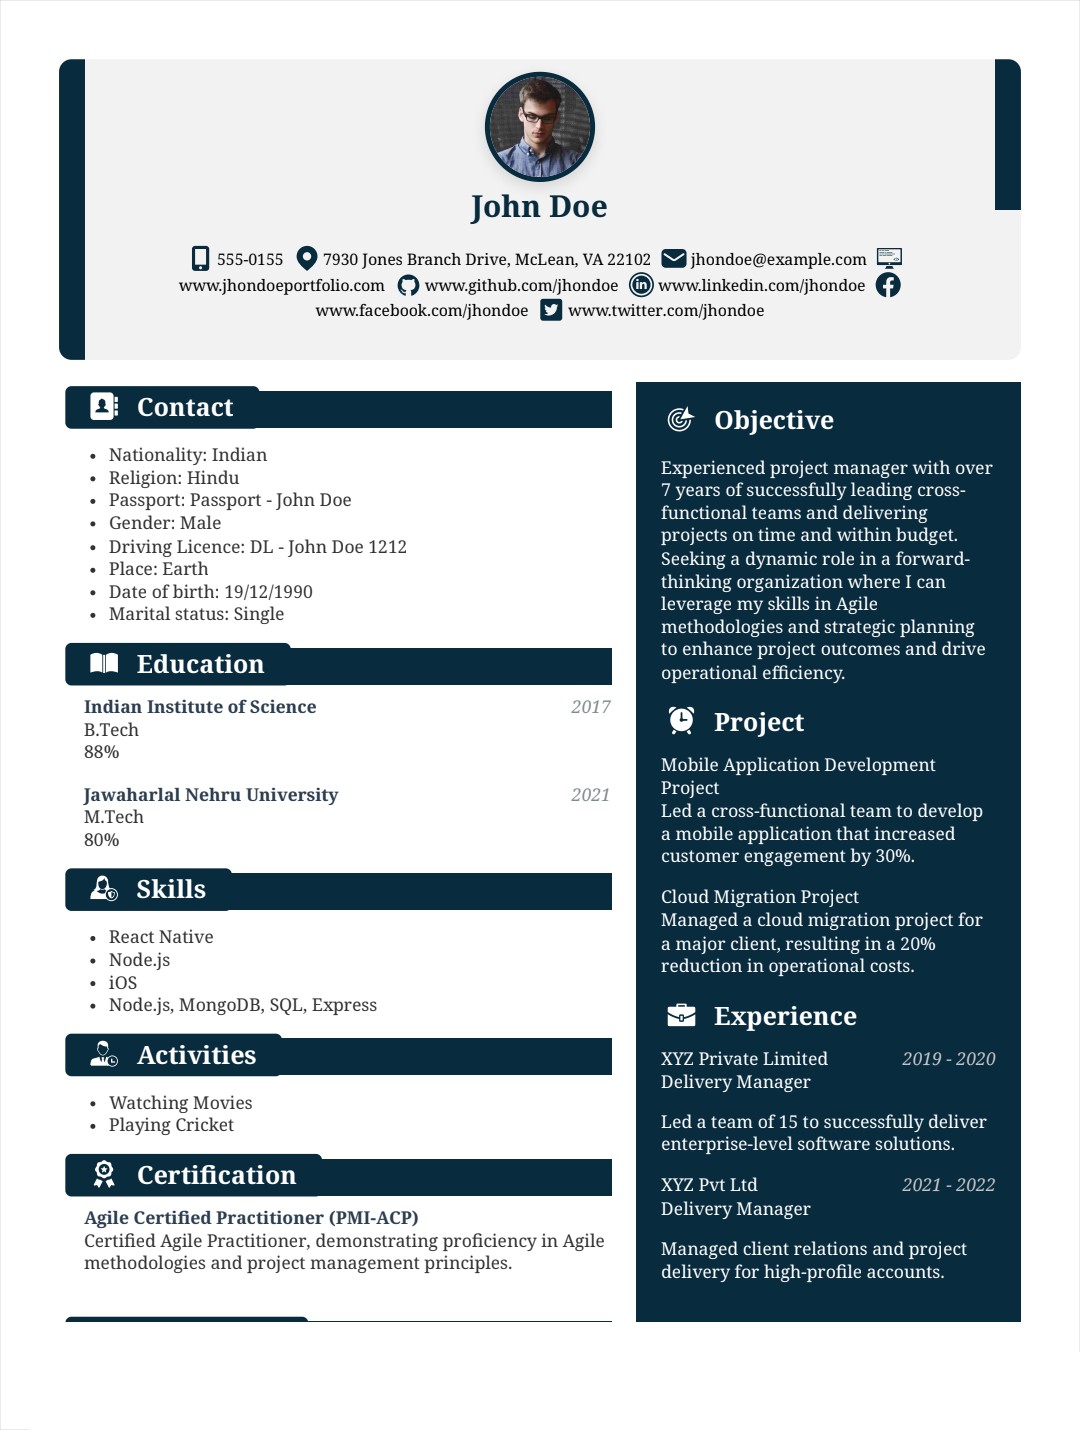 John Doe
555-0155 7930 Jones Branch Drive, McLean, VA 22102 jhondoe@example.com
www.jhondoeportfolio.com www.github.com/jhondoe www.linkedin.com/jhondoe
www.facebook.com/jhondoe www.twitter.com/jhondoe
Contact
• Nationality: Indian
• Religion: Hindu
• Passport: Passport - John Doe
• Gender: Male
• Driving Licence: DL - John Doe 1212
• Place: Earth
• Date of birth: 19/12/1990
• Marital status: Single
Education
Indian Institute of Science 2017
B.Tech
88%
Jawaharlal Nehru University 2021
M.Tech
80%
Skills
• React Native
• Node.js
• iOS
• Node.js, MongoDB, SQL, Express
Activities
• Watching Movies
• Playing Cricket
Certification
Agile Certified Practitioner (PMI-ACP)
Certified Agile Practitioner, demonstrating proficiency in Agile
methodologies and project management principles.
Objective
Experienced project manager with over
7 years of successfully leading cross-
functional teams and delivering
projects on time and within budget.
Seeking a dynamic role in a forward-
thinking organization where I can
leverage my skills in Agile
methodologies and strategic planning
to enhance project outcomes and drive
operational efficiency.
Project
Mobile Application Development
Project
Led a cross-functional team to develop
a mobile application that increased
customer engagement by 30%.
Cloud Migration Project
Managed a cloud migration project for
a major client, resulting in a 20%
reduction in operational costs.
Experience
XYZ Private Limited 2019 - 2020
Delivery Manager
Led a team of 15 to successfully deliver
enterprise-level software solutions.
XYZ Pvt Ltd 2021 - 2022
Delivery Manager
Managed client relations and project
delivery for high-profile accounts.